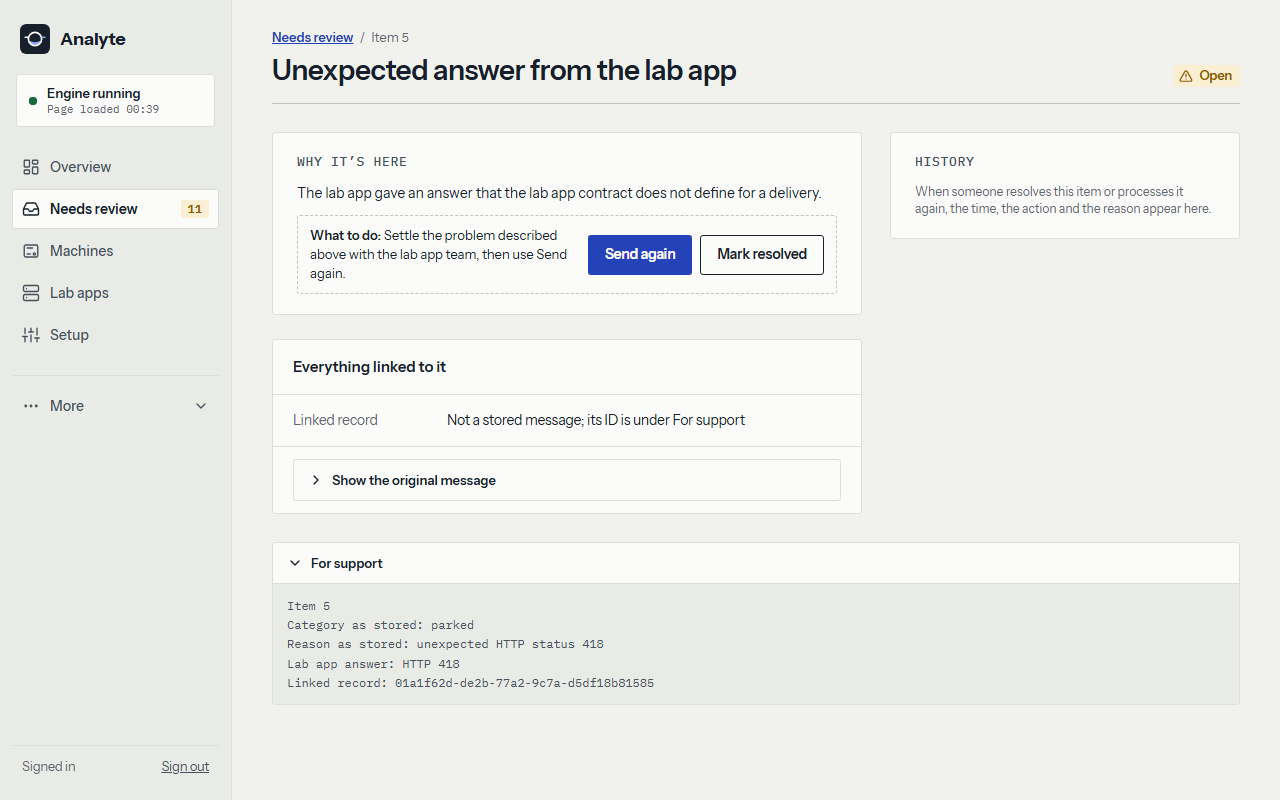 Analyte
Engine running
Page loaded 00:39
Overview
Needs review 11
Machines
Lab apps
Setup
More
Signed in Sign out
Needs review / Item 5
Unexpected answer from the lab app
Open
WHY IT’S HERE
The lab app gave an answer that the lab app contract does not define for a delivery.
What to do: Settle the problem described
above with the lab app team, then use Send
again.
Send again Mark resolved
HISTORY
When someone resolves this item or processes it
again, the time, the action and the reason appear here.
Everything linked to it
Linked record Not a stored message; its ID is under For support
Show the original message
For support
Item 5
Category as stored: parked
Reason as stored: unexpected HTTP status 418
Lab app answer: HTTP 418
Linked record: 01a1f62d-de2b-77a2-9c7a-d5df18b81585